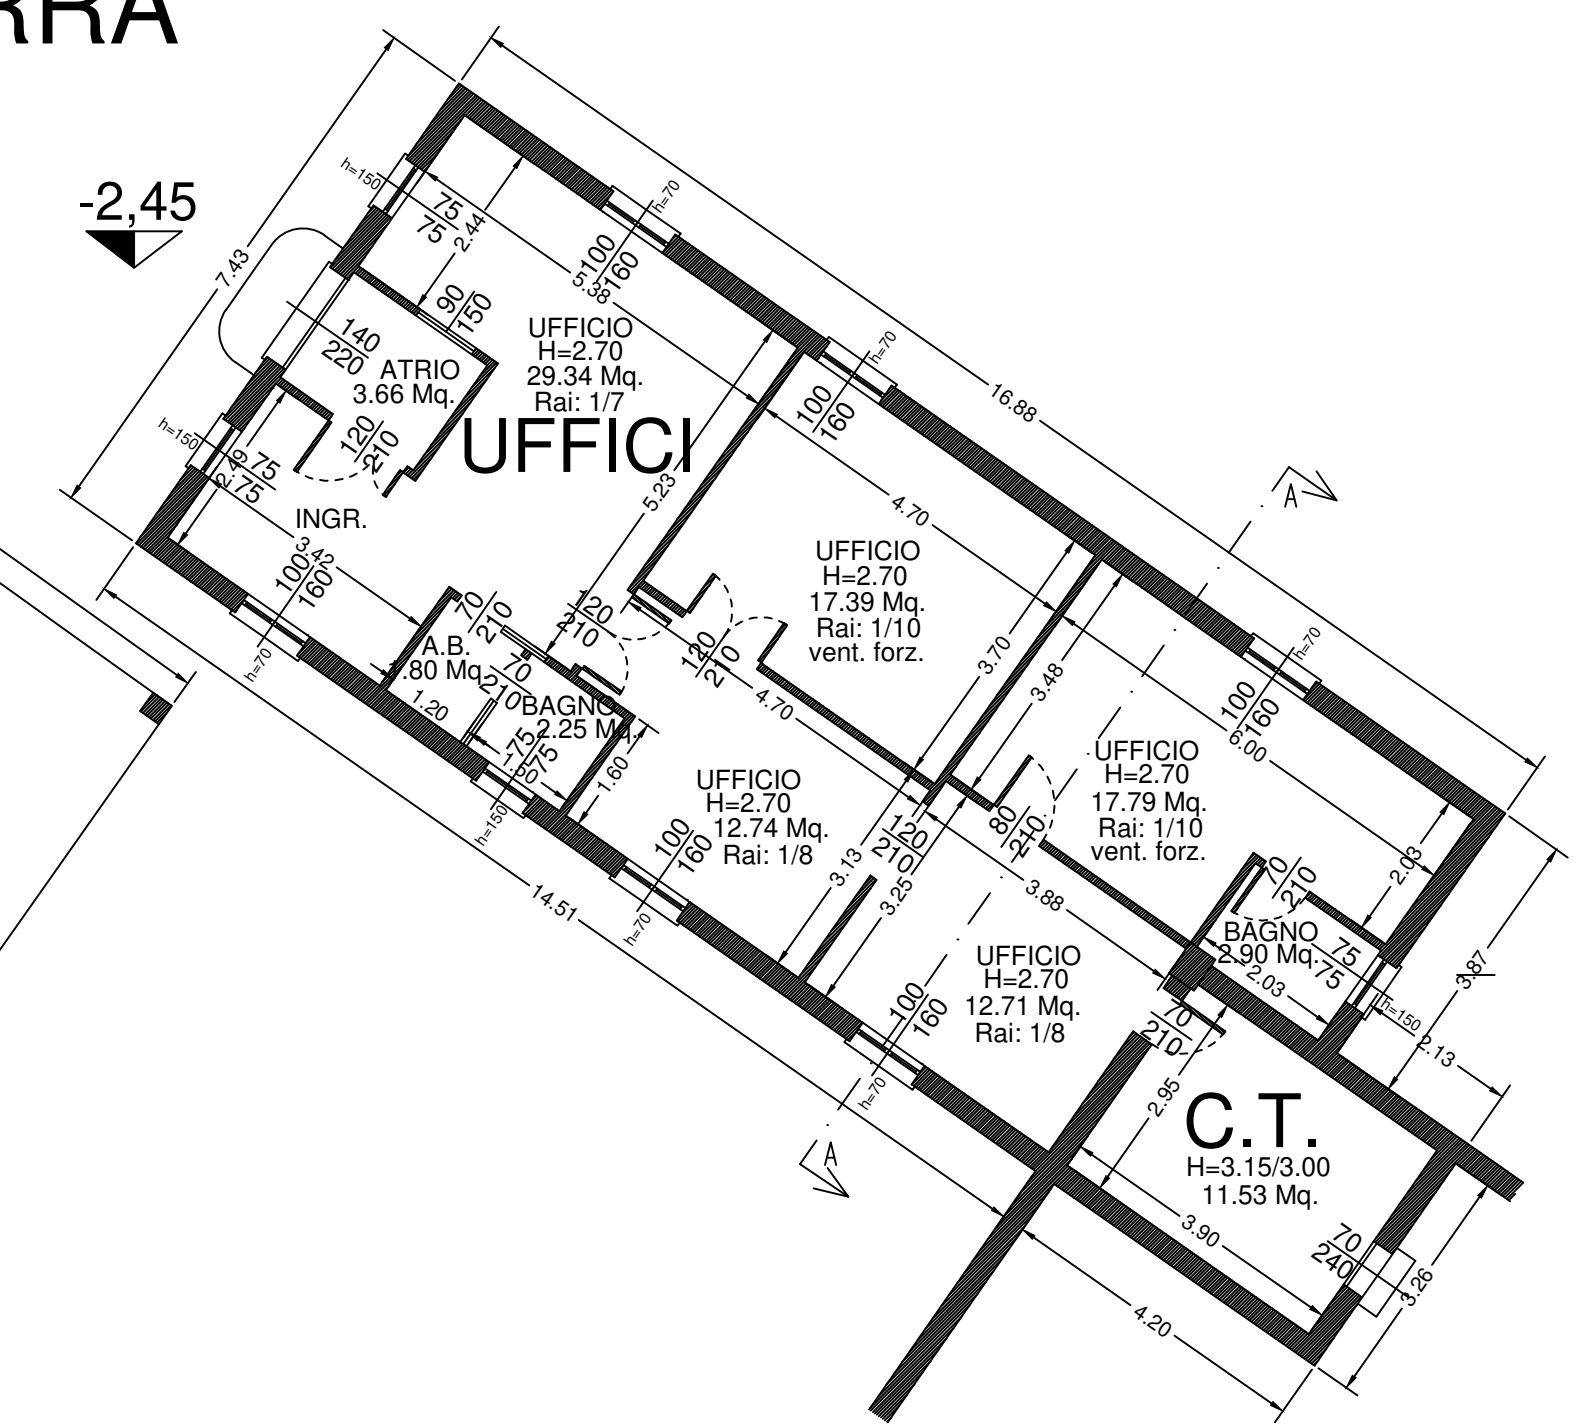 RRA
-2,45
7.43
16.88
h=150
75
75
2.44
h=70
100
160
5.38
90
150
UFFICIO
H=2.70
29.34 Mq.
Rai: 1/7
140
220
ATRIO
3.66 Mq.
UFFICI
h=70
100
160
h=150
75
75
2.49
120
210
INGR.
3.42
100
160
h=70
5.23
4.70
A
UFFICIO
H=2.70
17.39 Mq.
Rai: 1/10
vent. forz.
70
210
120
210
A.B.
1.80 Mq.
1.20
70
210
BAGNO
2.25 Mq.
75
75
1.50
h=150
1.60
120
210
4.70
3.70
3.48
h=70
100
160
6.00
UFFICIO
H=2.70
17.79 Mq.
Rai: 1/10
vent. forz.
UFFICIO
H=2.70
12.74 Mq.
Rai: 1/8
100
160
h=70
3.13
120
210
3.25
80
210
3.88
14.51
2.03
70
210
BAGNO
2.90 Mq.
75
75
2.03
h=150
3.87
2.13
UFFICIO
H=2.70
12.71 Mq.
Rai: 1/8
100
160
h=70
70
210
2.95
A
C.T.
H=3.15/3.00
11.53 Mq.
3.90
70
240
3.26
4.20